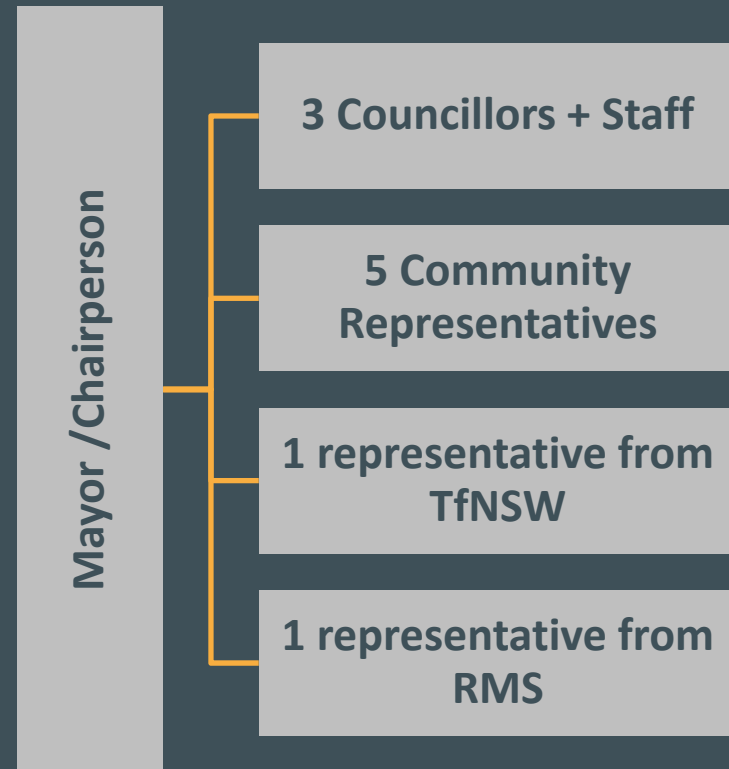 Mayor /Chairperson
3 Councillors + Staff
5 Community
Representatives
1 representative from
TfNSW
1 representative from
RMS